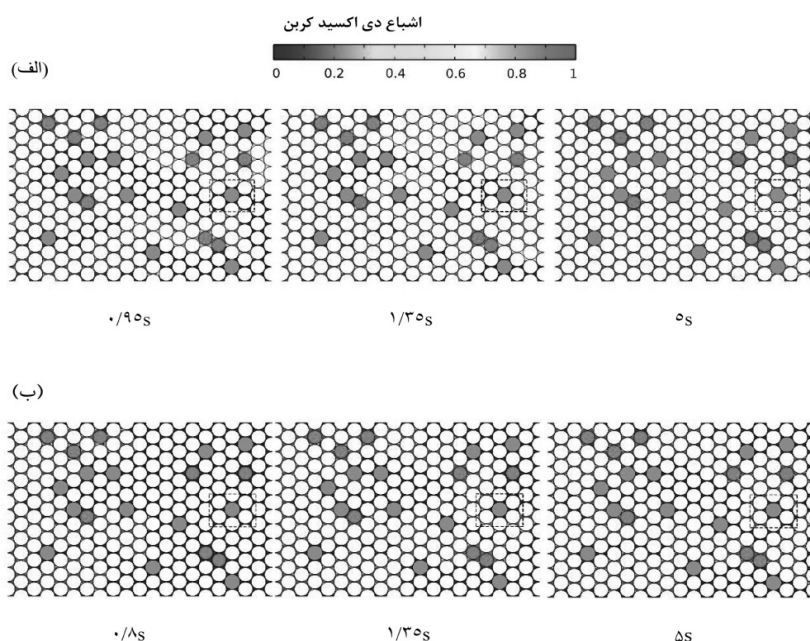 اشباع دی اکسید کربن
0 0.2 0.4 0.6 0.8 1
(الف)
۰/۹۵s ۱/۳۵s ۵s
(ب)
۰/۸s ۱/۳۵s ۵s